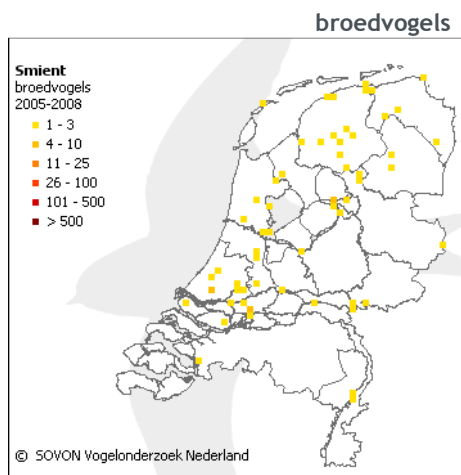 broedvogels
Smient
broedvogels
2005-2008
1 - 3
4 - 10
11 - 25
26 - 100
101 - 500
> 500
© SOVON Vogelonderzoek Nederland